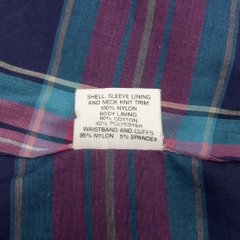 SHELL, SLEEVE LINING
AND NECK KNIT TRIM:
100% NYLON
BODY LINING:
60% COTTON
40% POLYESTER
WAISTBAND AND CUFFS:
95% NYLON 5% SPANDEX